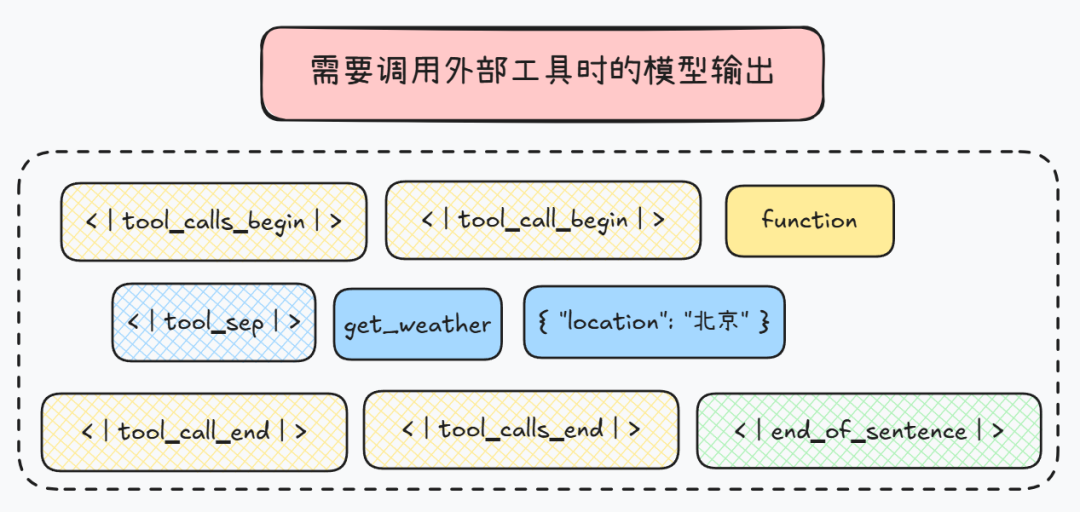 需要调用外部工具时的模型输出
< | tool_calls_begin | > < | tool_call_begin | > function
< | tool_sep | > get_weather { "location": "北京" }
< | tool_call_end | > < | tool_calls_end | > < | end_of_sentence | >